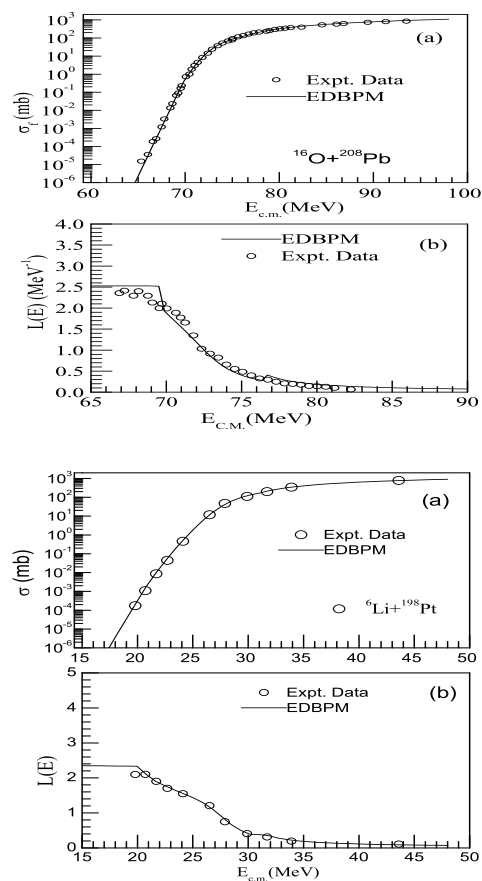 10³
10²
10¹
10⁰
10⁻¹
10⁻²
10⁻³
10⁻⁴
10⁻⁵
10⁻⁶
σf (mb)
(a)
Expt. Data
EDBPM
¹⁶O+²⁰⁸Pb
60 70 80 90 100
Ec.m.(MeV)
4.0
3.5
3.0
2.5
2.0
1.5
1.0
0.5
0.0
L(E) (MeV⁻¹)
EDBPM
(b)
Expt. Data
65 70 75 80 85 90
EC.M.(MeV)
10³
10²
10¹
10⁰
10⁻¹
10⁻²
10⁻³
10⁻⁴
10⁻⁵
10⁻⁶
σ (mb)
(a)
Expt. Data
EDBPM
⁶Li+¹⁹⁸Pt
15 20 25 30 35 40 45 50
5
4
3
2
1
0
L(E)
Expt. Data
(b)
EDBPM
15 20 25 30 35 40 45 50
Ec.m.(MeV)